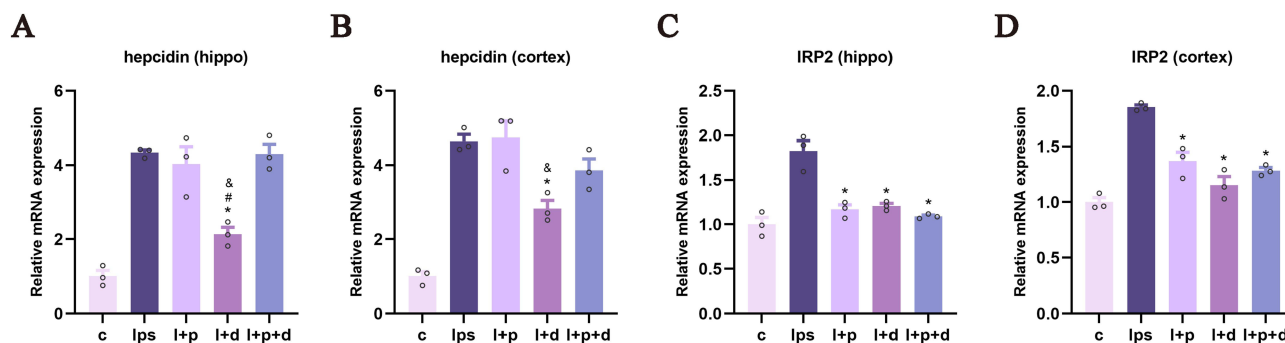 A
hepcidin (hippo)
Relative mRNA expression
6
4
2
0
&
#
*
c lps l+p l+d l+p+d
B
hepcidin (cortex)
Relative mRNA expression
6
4
2
0
&
*
c lps l+p l+d l+p+d
C
IRP2 (hippo)
Relative mRNA expression
2.5
2.0
1.5
1.0
0.5
0.0
* * *
c lps l+p l+d l+p+d
D
IRP2 (cortex)
Relative mRNA expression
2.0
1.5
1.0
0.5
0.0
* * *
c lps l+p l+d l+p+d